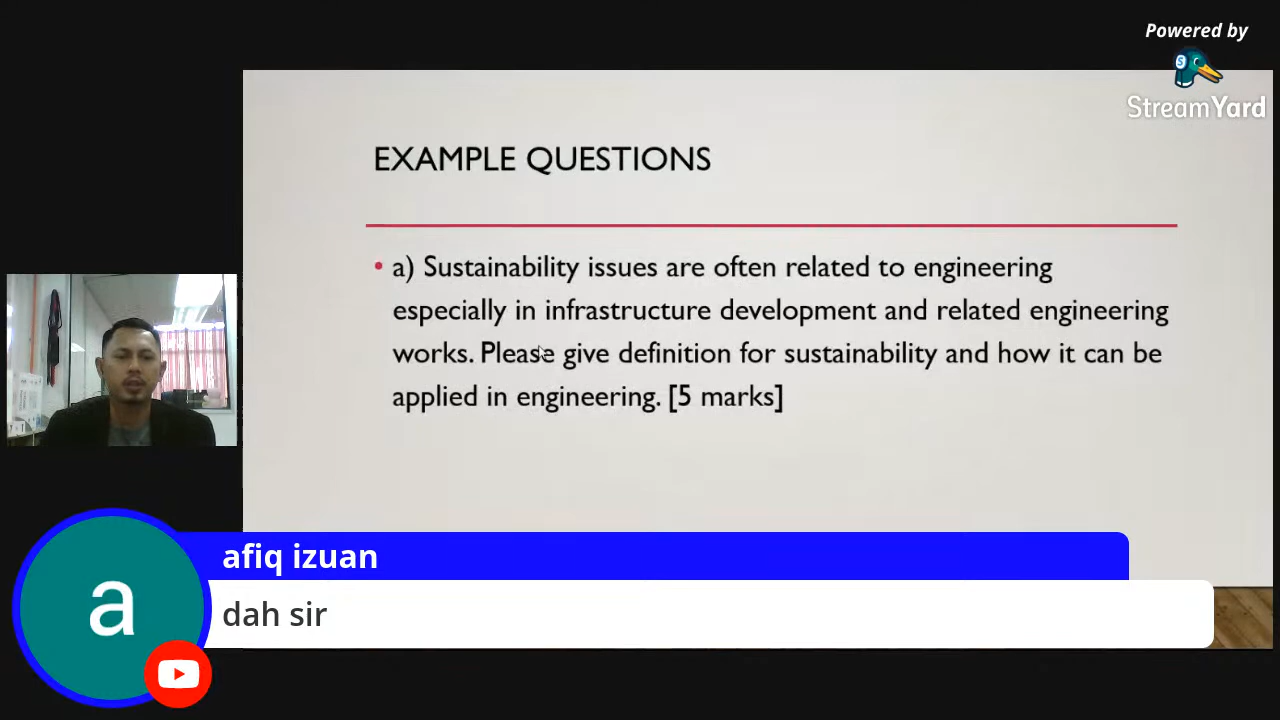 Powered by
StreamYard
EXAMPLE QUESTIONS
• a) Sustainability issues are often related to engineering
especially in infrastructure development and related engineering
works. Please give definition for sustainability and how it can be
applied in engineering. [5 marks]
a
afiq izuan
dah sir